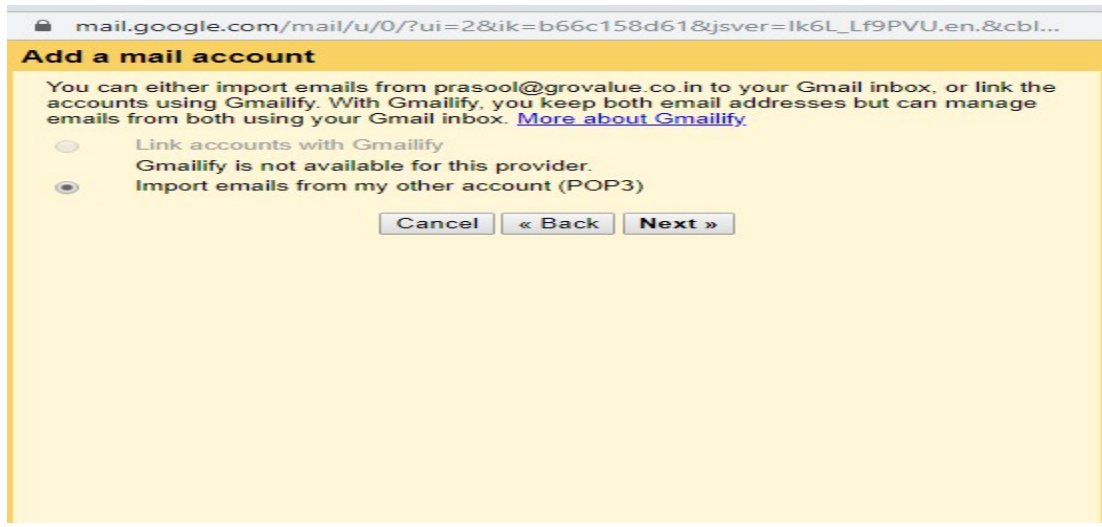 mail.google.com/mail/u/0/?ui=2&ik=b66c158d61&jsver=Ik6L_Lf9PVU.en.&cbl...
Add a mail account
You can either import emails from prasool@grovalue.co.in to your Gmail inbox, or link the
accounts using Gmailify. With Gmailify, you keep both email addresses but can manage
emails from both using your Gmail inbox. More about Gmailify
Link accounts with Gmailify
Gmailify is not available for this provider.
Import emails from my other account (POP3)
Cancel « Back Next »